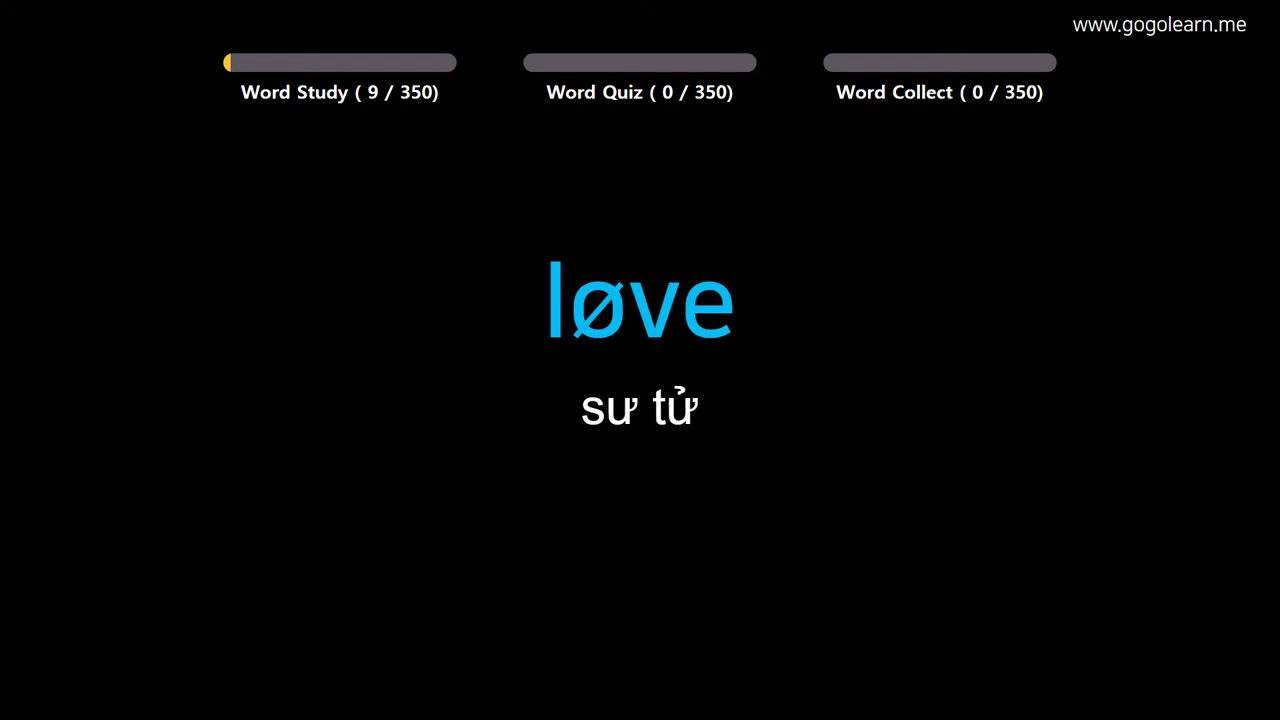 www.gogolearn.me
Word Study ( 9 / 350)
Word Quiz ( 0 / 350)
Word Collect ( 0 / 350)
løve
sư tử